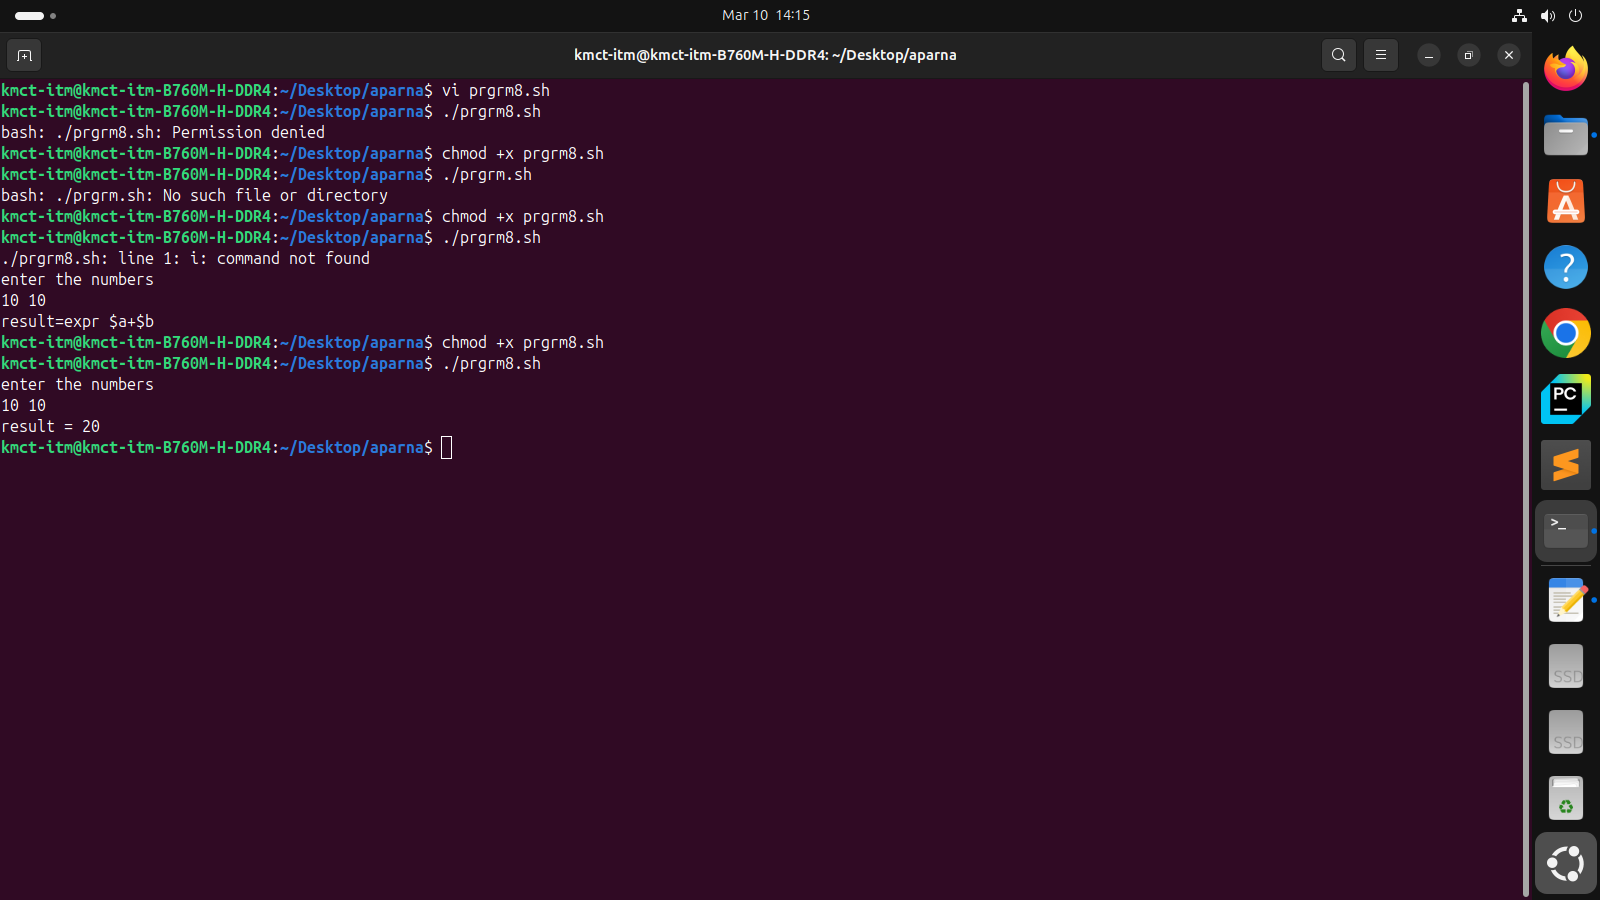 Mar 10 14:15
kmct-itm@kmct-itm-B760M-H-DDR4: ~/Desktop/aparna
kmct-itm@kmct-itm-B760M-H-DDR4:~/Desktop/aparna$ vi prgrm8.sh
kmct-itm@kmct-itm-B760M-H-DDR4:~/Desktop/aparna$ ./prgrm8.sh
bash: ./prgrm8.sh: Permission denied
kmct-itm@kmct-itm-B760M-H-DDR4:~/Desktop/aparna$ chmod +x prgrm8.sh
kmct-itm@kmct-itm-B760M-H-DDR4:~/Desktop/aparna$ ./prgrm.sh
bash: ./prgrm.sh: No such file or directory
kmct-itm@kmct-itm-B760M-H-DDR4:~/Desktop/aparna$ chmod +x prgrm8.sh
kmct-itm@kmct-itm-B760M-H-DDR4:~/Desktop/aparna$ ./prgrm8.sh
./prgrm8.sh: line 1: i: command not found
enter the numbers
10 10
result=expr $a+$b
kmct-itm@kmct-itm-B760M-H-DDR4:~/Desktop/aparna$ chmod +x prgrm8.sh
kmct-itm@kmct-itm-B760M-H-DDR4:~/Desktop/aparna$ ./prgrm8.sh
enter the numbers
10 10
result = 20
kmct-itm@kmct-itm-B760M-H-DDR4:~/Desktop/aparna$
PC
>_
SSD
SSD